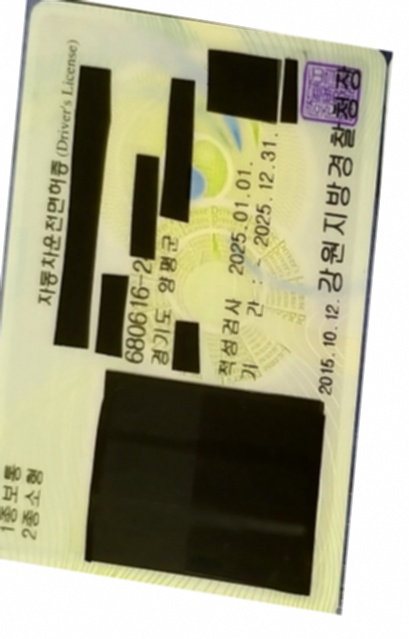 자동차운전면허증 (Driver's License)
1종보통
2종소형
680616-2
경기도 양평군
적성검사 2025.01.01.
기 간 : ~ 2025.12.31.
2015.10.12. 강원지방경찰청장